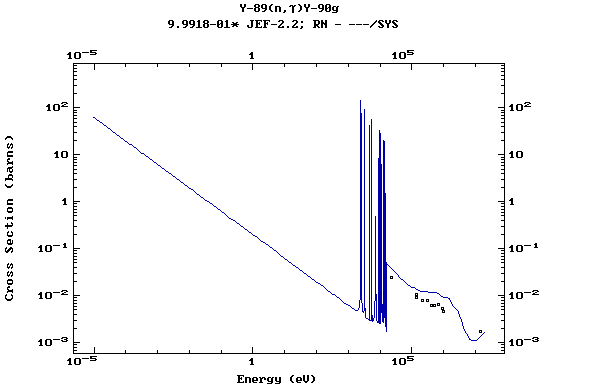 Y-89(n,γ)Y-90g
9.9918-01* JEF-2.2; RN - ---/SYS
10⁻⁵ 1 10⁵
10² 10²
10 10
1 1
10⁻¹ 10⁻¹
10⁻² 10⁻²
10⁻³ 10⁻³
10⁻⁵ 1 10⁵
Cross Section (barns)
Energy (eV)